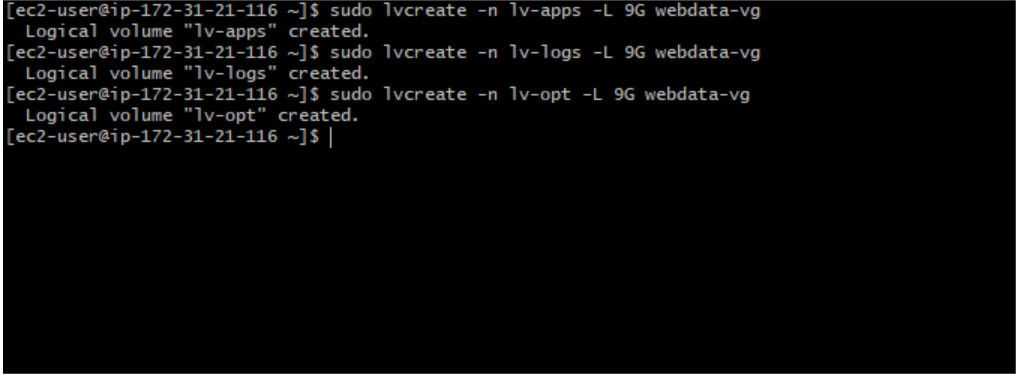 [ec2-user@ip-172-31-21-116 ~]$ sudo lvcreate -n lv-apps -L 9G webdata-vg
  Logical volume "lv-apps" created.
[ec2-user@ip-172-31-21-116 ~]$ sudo lvcreate -n lv-logs -L 9G webdata-vg
  Logical volume "lv-logs" created.
[ec2-user@ip-172-31-21-116 ~]$ sudo lvcreate -n lv-opt -L 9G webdata-vg
  Logical volume "lv-opt" created.
[ec2-user@ip-172-31-21-116 ~]$